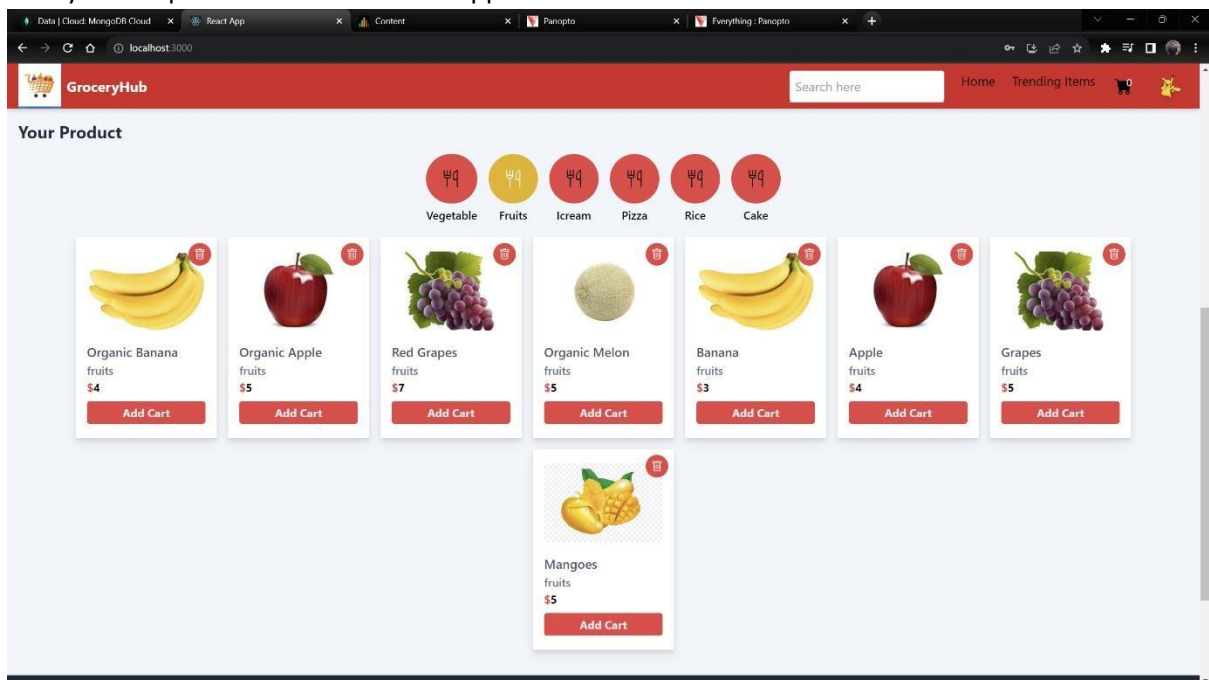 Data | Cloud: MongoDB Cloud
React App
Content
Panopto
Everything : Panopto
localhost:3000
GroceryHub
Search here
Home
Trending Items
0
Your Product
Vegetable Fruits Icream Pizza Rice Cake
Organic Banana Organic Apple Red Grapes Organic Melon Banana Apple Grapes
fruits fruits fruits fruits fruits fruits fruits
$4 $5 $7 $5 $3 $4 $5
Add Cart Add Cart Add Cart Add Cart Add Cart Add Cart Add Cart
Mangoes
fruits
$5
Add Cart